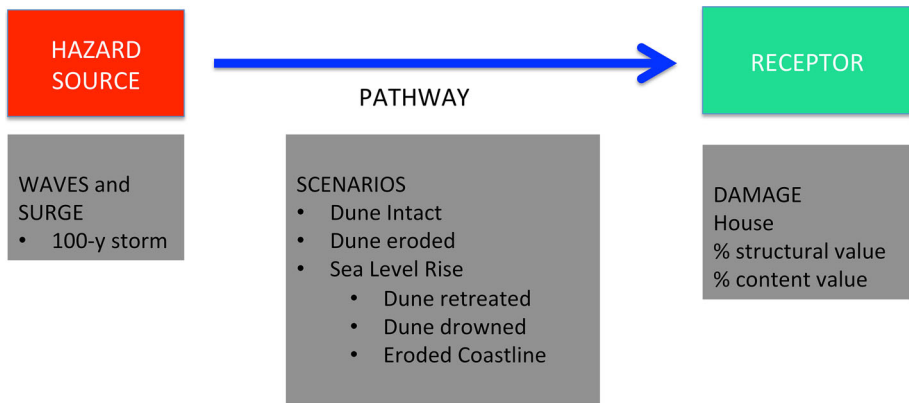 HAZARD
SOURCE
PATHWAY
RECEPTOR
WAVES and
SURGE
• 100-y storm
SCENARIOS
• Dune Intact
• Dune eroded
• Sea Level Rise
• Dune retreated
• Dune drowned
• Eroded Coastline
DAMAGE
House
% structural value
% content value